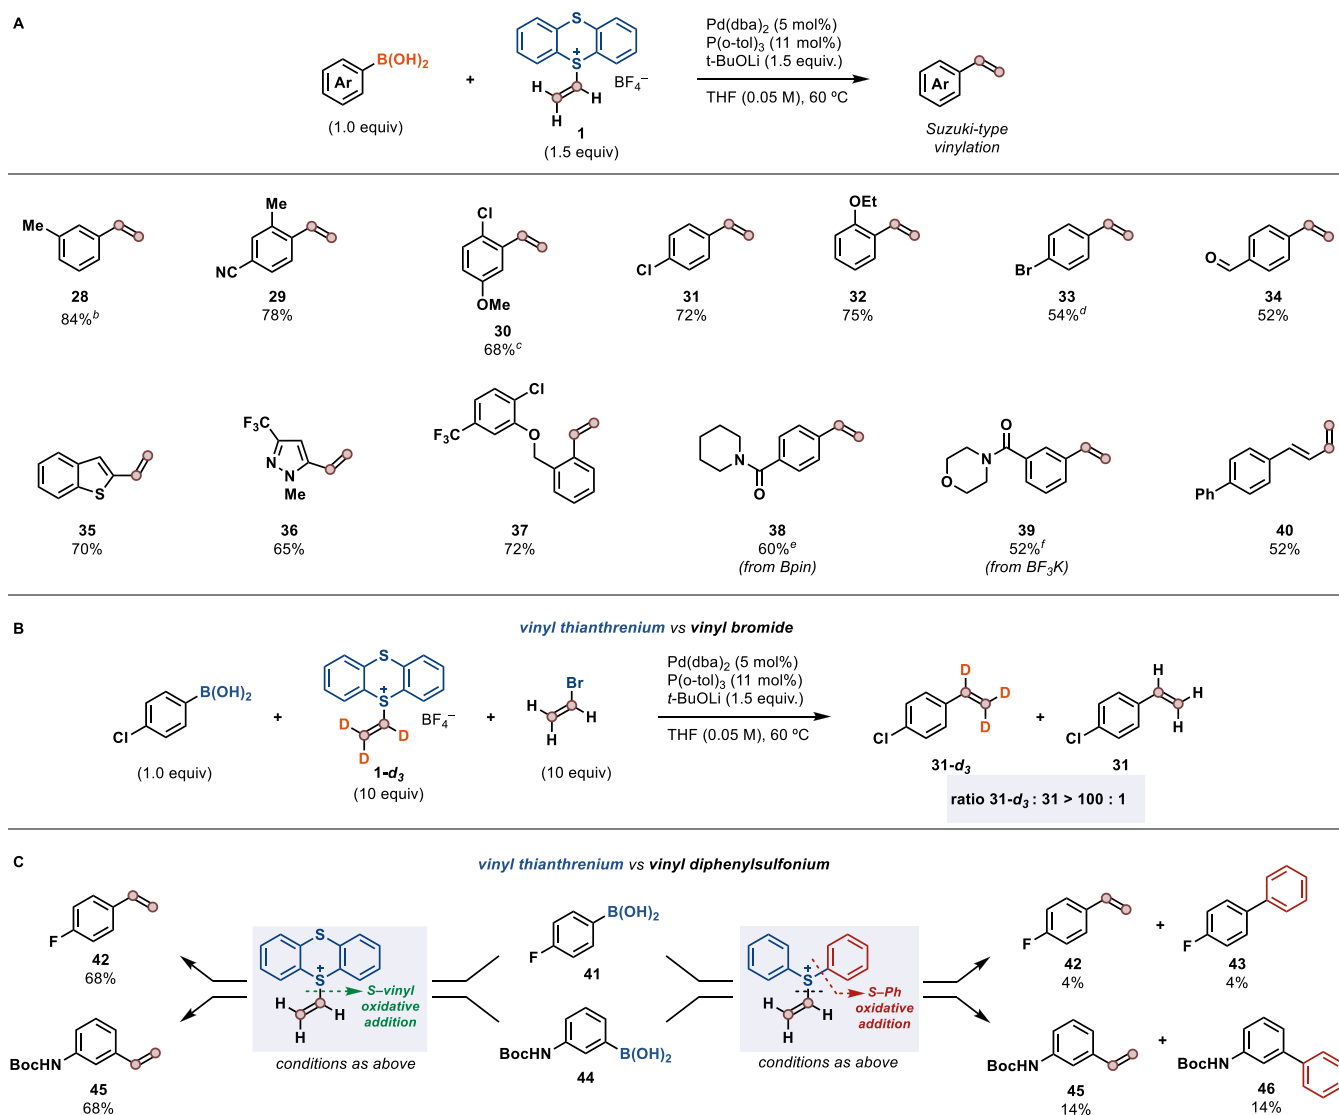 A
B(OH)2
Ar
(1.0 equiv)
+
S
+
S
H
H
H
BF4–
1
(1.5 equiv)
Pd(dba)2 (5 mol%)
P(o-tol)3 (11 mol%)
t-BuOLi (1.5 equiv.)
THF (0.05 M), 60 ºC
Ar
Suzuki-type
vinylation
Me
28
84%b
Me
NC
29
78%
Cl
OMe
30
68%c
Cl
31
72%
OEt
32
75%
Br
33
54%d
O
34
52%
S
35
70%
F3C
N
N
Me
36
65%
Cl
F3C
O
37
72%
N
O
38
60%e
(from Bpin)
O
N
O
39
52%f
(from BF3K)
Ph
40
52%
B
vinyl thianthrenium vs vinyl bromide
B(OH)2
Cl
(1.0 equiv)
+
S
+
S
D
D
D
BF4–
1-d3
(10 equiv)
+
Br
H
H
H
(10 equiv)
Pd(dba)2 (5 mol%)
P(o-tol)3 (11 mol%)
t-BuOLi (1.5 equiv.)
THF (0.05 M), 60 ºC
D
D
D
Cl
31-d3
+
H
H
H
Cl
31
ratio 31-d3 : 31 > 100 : 1
C
vinyl thianthrenium vs vinyl diphenylsulfonium
F
42
68%
BocHN
45
68%
S
+
S
H
H
H
S–vinyl
oxidative
addition
conditions as above
B(OH)2
F
41
BocHN
B(OH)2
44
+
S
H
H
H
S–Ph
oxidative
addition
conditions as above
F
42
4%
+
F
43
4%
BocHN
45
14%
+
BocHN
46
14%